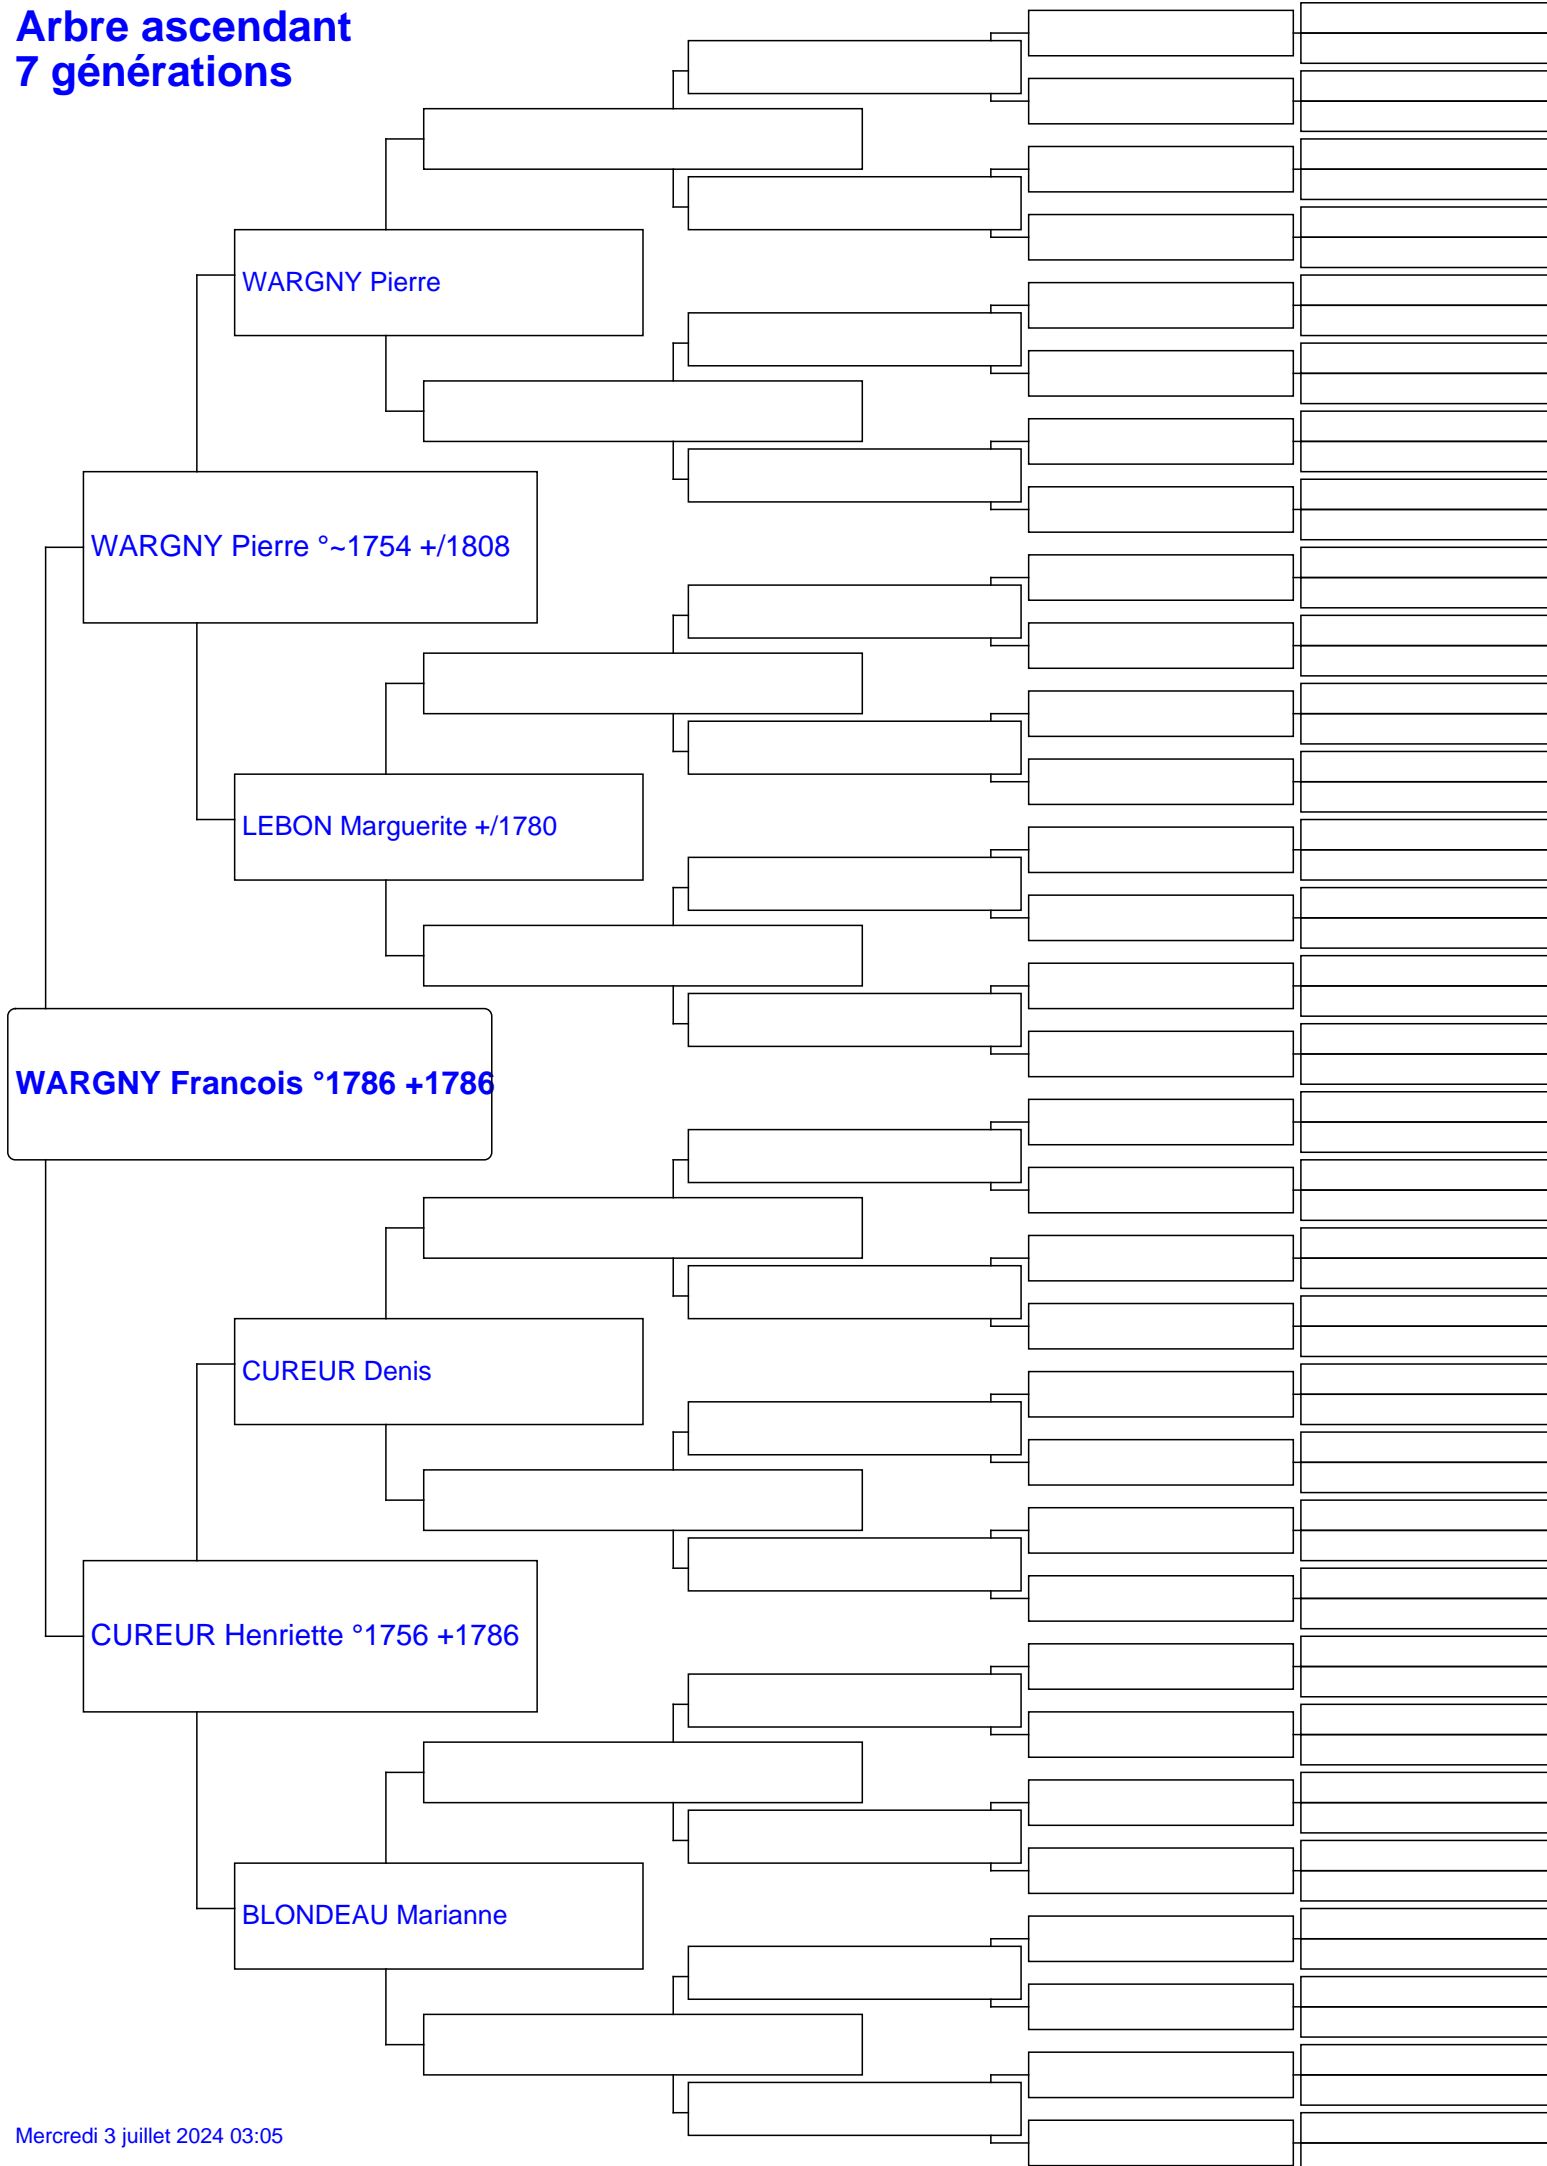 Arbre ascendant
7 générations
WARGNY Pierre
WARGNY Pierre °~1754 +/1808
LEBON Marguerite +/1780
WARGNY Francois °1786 +1786
CUREUR Denis
CUREUR Henriette °1756 +1786
BLONDEAU Marianne
Mercredi 3 juillet 2024 03:05